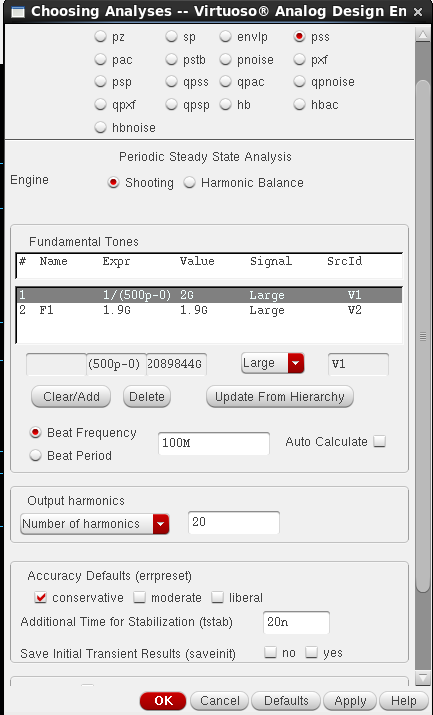 Choosing Analyses -- Virtuoso® Analog Design En
pz sp envlp pss
pac pstb pnoise pxf
psp qpss qpac qpnoise
qpxf qpsp hb hbac
hbnoise
Periodic Steady State Analysis
Engine Shooting Harmonic Balance
Fundamental Tones
# Name Expr Value Signal SrcId
1 1/(500p-0) 2G Large V1
2 F1 1.9G 1.9G Large V2
(500p-0) 2089844G Large V1
Clear/Add Delete Update From Hierarchy
Beat Frequency 100M Auto Calculate
Beat Period
Output harmonics
Number of harmonics 20
Accuracy Defaults (errpreset)
conservative moderate liberal
Additional Time for Stabilization (tstab) 20n
Save Initial Transient Results (saveinit) no yes
OK Cancel Defaults Apply Help